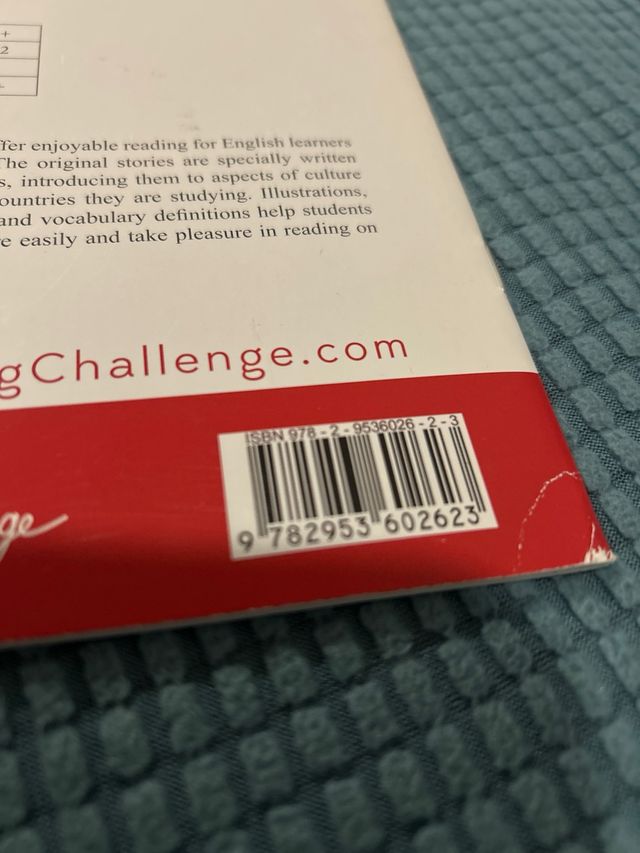 +
2
ffer enjoyable reading for English learners
The original stories are specially written
s, introducing them to aspects of culture
ountries they are studying. Illustrations,
and vocabulary definitions help students
e easily and take pleasure in reading on
gChallenge.com
ge
ISBN 978-2-9536026-2-3
9 782953 602623